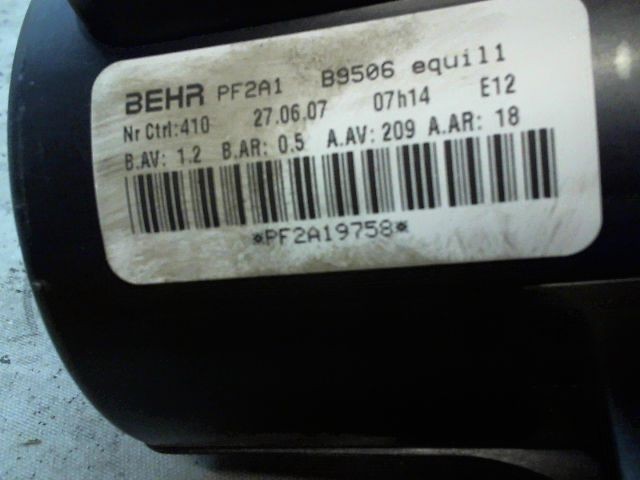 BEHR PF2A1 B9506 equil1
Nr Ctrl:410 27.06.07 07h14 E12
B.AV: 1.2 B.AR: 0.5 A.AV: 209 A.AR: 18
*PF2A19758*